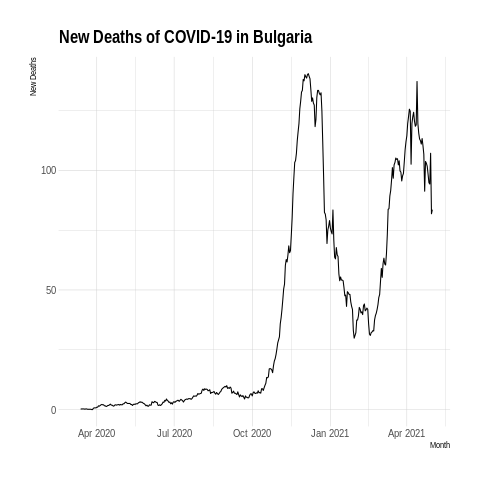 New Deaths of COVID-19 in Bulgaria
New Deaths
100
50
0
Apr 2020 Jul 2020 Oct 2020 Jan 2021 Apr 2021
Month